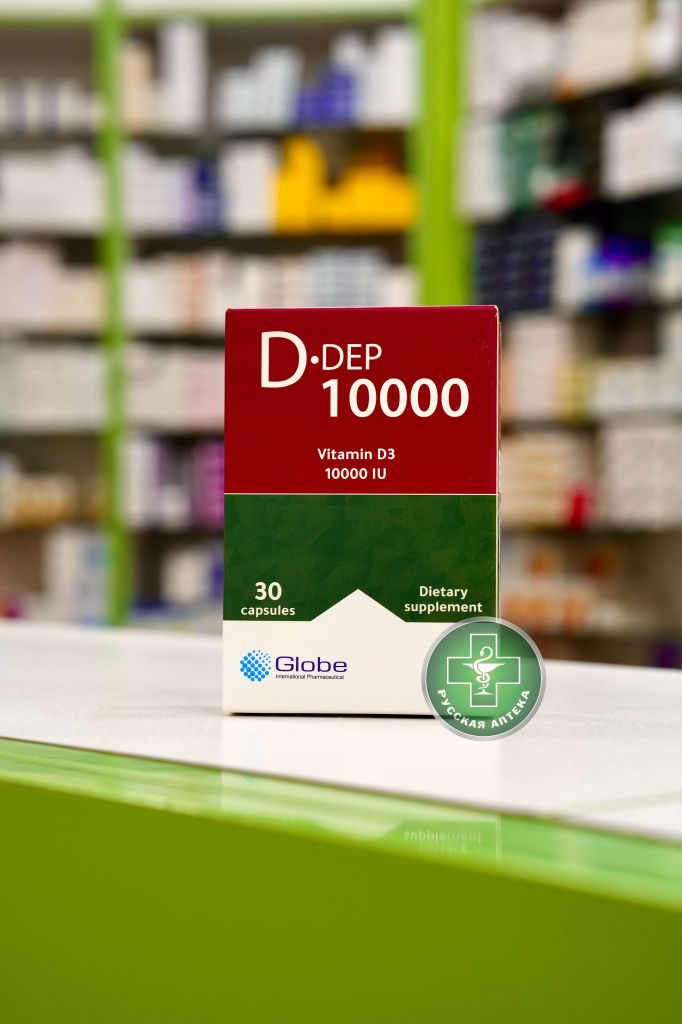 D•DEP
10000
Vitamin D3
10000 IU
30
capsules
Dietary
supplement
Globe
International Pharmaceutical
РУССКАЯ АПТЕКА